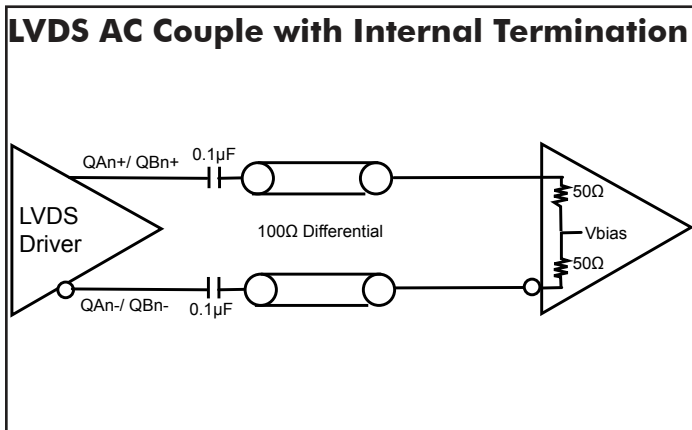 LVDS AC Couple with Internal Termination
QAn+/ QBn+
0.1µF
50Ω
LVDS
Driver
100Ω Differential
Vbias
50Ω
QAn-/ QBn-
0.1µF